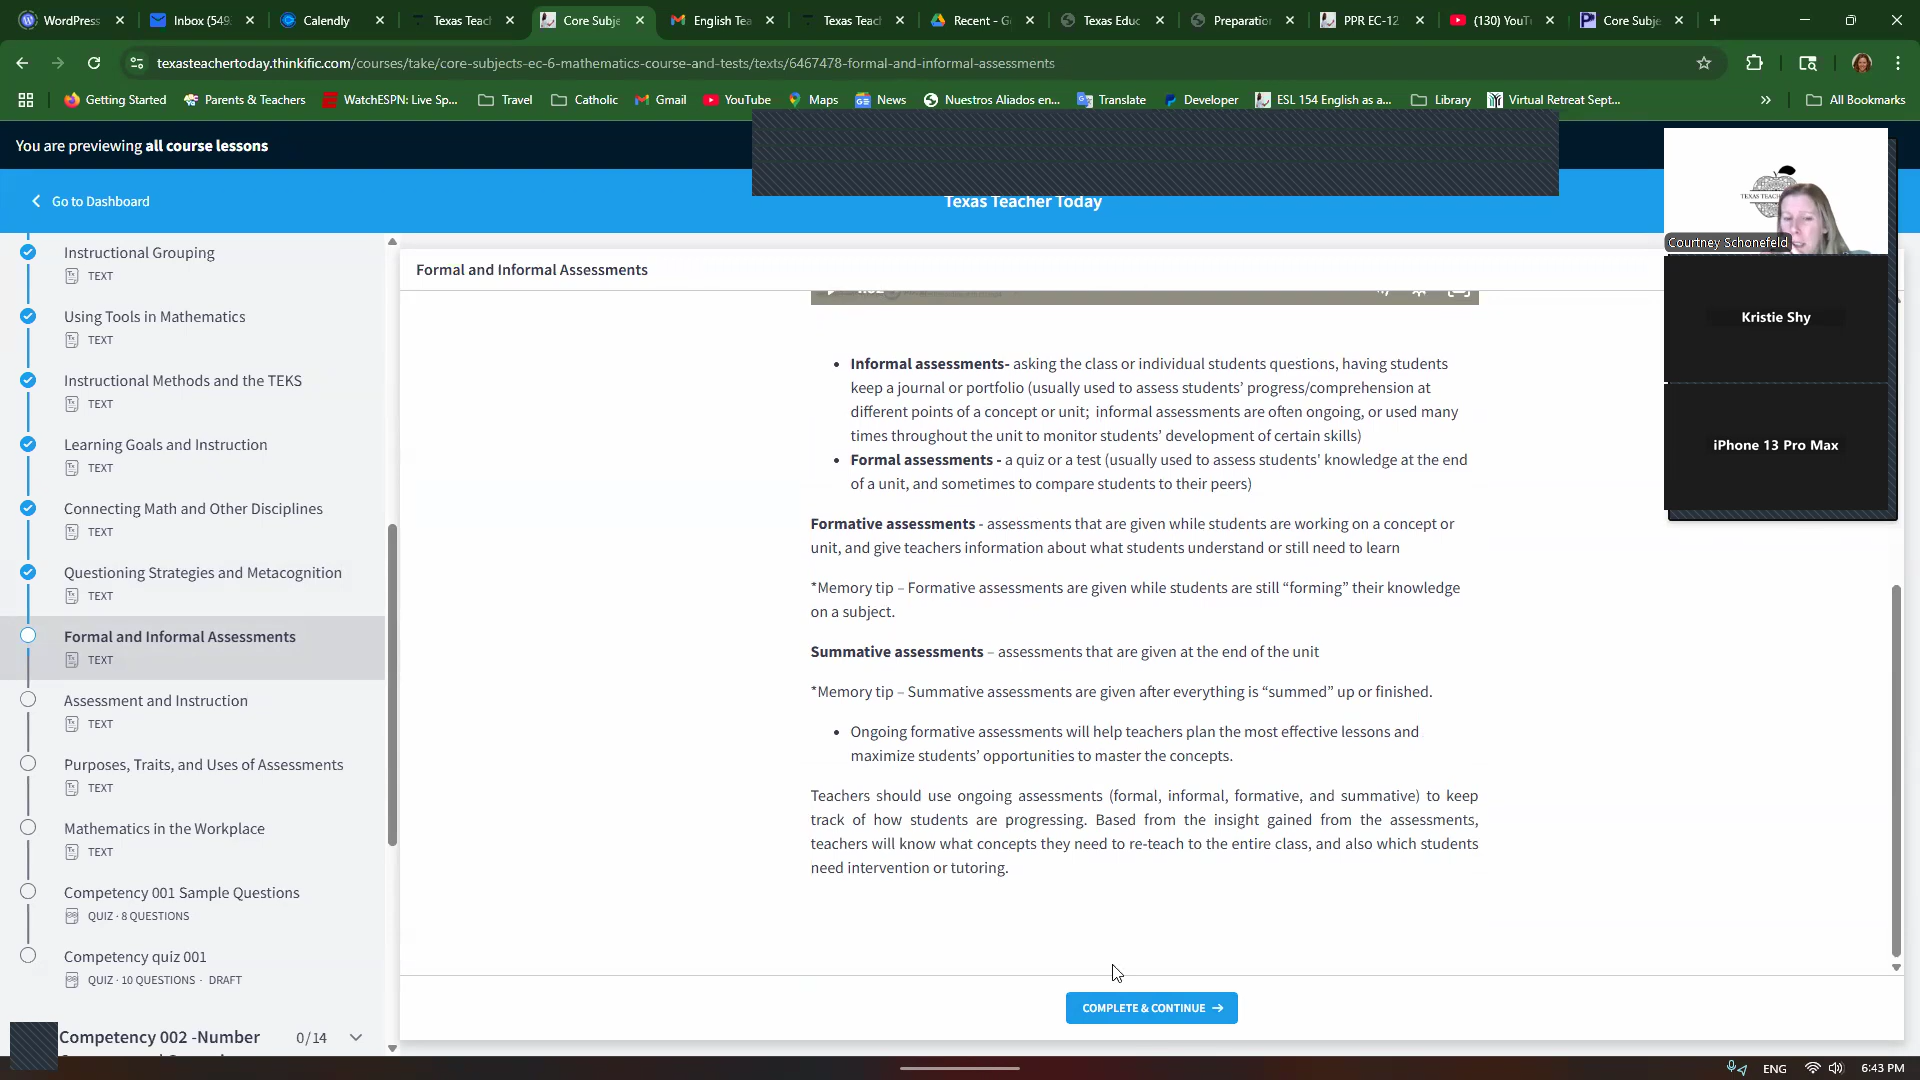 WordPress
Inbox (549
Calendly
Texas Teach
Core Subje
English Tea
Texas Teach
Recent - G
Texas Educ
Preparation
PPR EC-12
(130) YouT
Core Subje
texasteachertoday.thinkific.com/courses/take/core-subjects-ec-6-mathematics-course-and-tests/texts/6467478-formal-and-informal-assessments
Getting Started
Parents & Teachers
WatchESPN: Live Sp...
Travel
Catholic
Gmail
YouTube
Maps
News
Nuestros Aliados en...
Translate
Developer
ESL 154 English as a...
Library
Virtual Retreat Sept...
All Bookmarks
You are previewing all course lessons
Go to Dashboard
Texas Teacher Today
Instructional Grouping
TEXT
Using Tools in Mathematics
TEXT
Instructional Methods and the TEKS
TEXT
Learning Goals and Instruction
TEXT
Connecting Math and Other Disciplines
TEXT
Questioning Strategies and Metacognition
TEXT
Formal and Informal Assessments
TEXT
Assessment and Instruction
TEXT
Purposes, Traits, and Uses of Assessments
TEXT
Mathematics in the Workplace
TEXT
Competency 001 Sample Questions
QUIZ · 8 QUESTIONS
Competency quiz 001
QUIZ · 10 QUESTIONS · DRAFT
Competency 002 -Number 0/14
Formal and Informal Assessments
• Informal assessments- asking the class or individual students questions, having students
keep a journal or portfolio (usually used to assess students’ progress/comprehension at
different points of a concept or unit; informal assessments are often ongoing, or used many
times throughout the unit to monitor students’ development of certain skills)
• Formal assessments - a quiz or a test (usually used to assess students' knowledge at the end
of a unit, and sometimes to compare students to their peers)
Formative assessments - assessments that are given while students are working on a concept or
unit, and give teachers information about what students understand or still need to learn
*Memory tip – Formative assessments are given while students are still “forming” their knowledge
on a subject.
Summative assessments – assessments that are given at the end of the unit
*Memory tip – Summative assessments are given after everything is “summed” up or finished.
• Ongoing formative assessments will help teachers plan the most effective lessons and
maximize students’ opportunities to master the concepts.
Teachers should use ongoing assessments (formal, informal, formative, and summative) to keep
track of how students are progressing. Based from the insight gained from the assessments,
teachers will know what concepts they need to re-teach to the entire class, and also which students
need intervention or tutoring.
COMPLETE & CONTINUE
Courtney Schonefeld
Kristie Shy
iPhone 13 Pro Max
ENG
6:43 PM